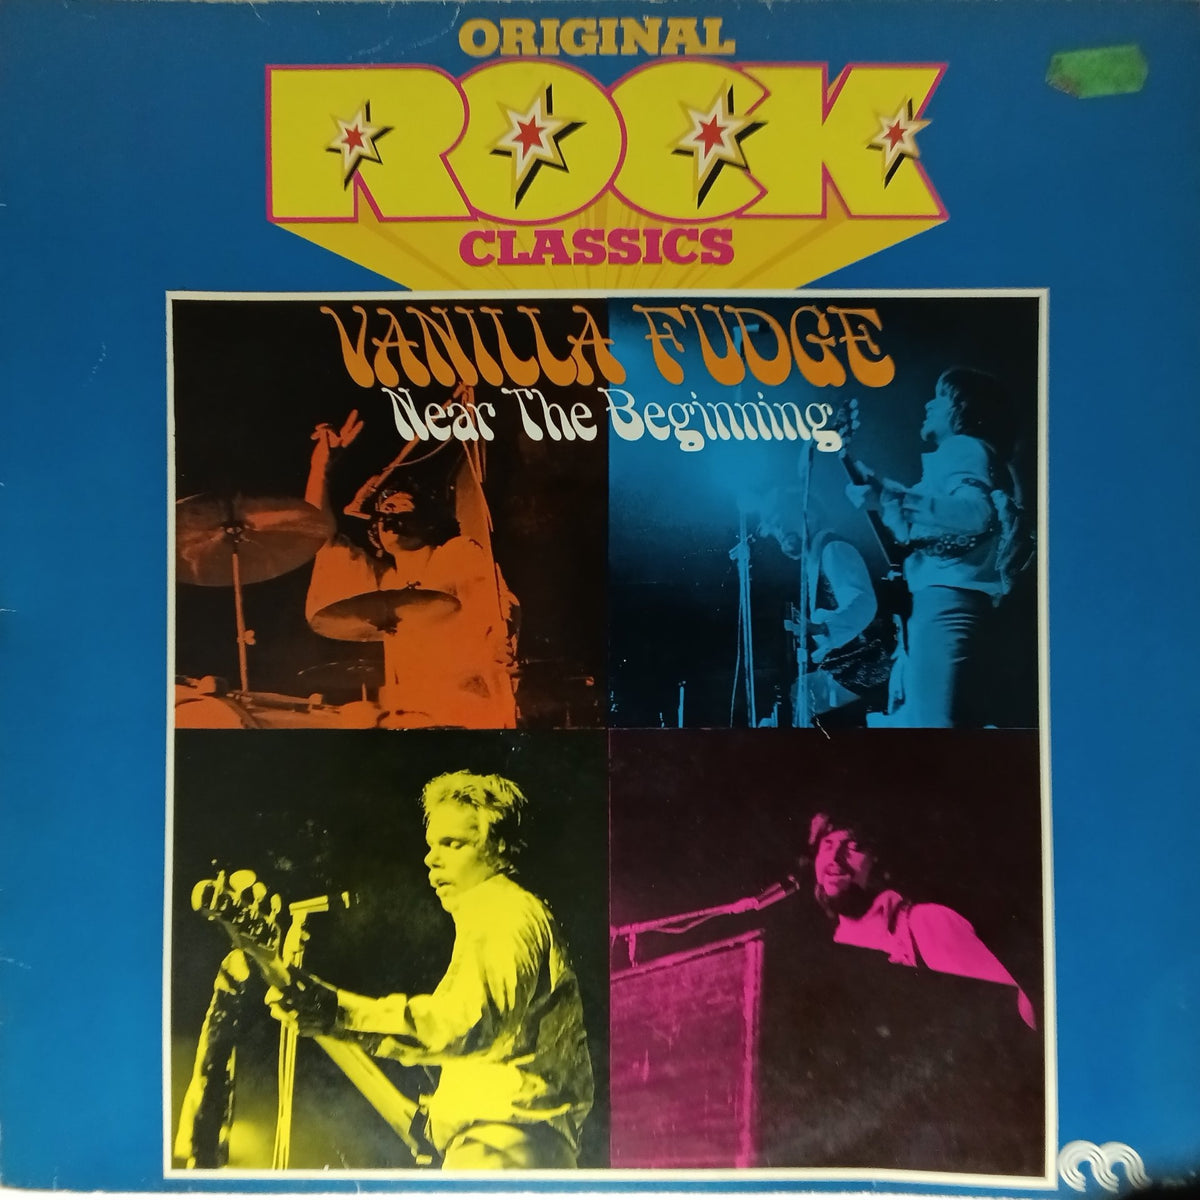 ORIGINAL
ROCK
CLASSICS
VANILLA FUDGE
Near The Beginning